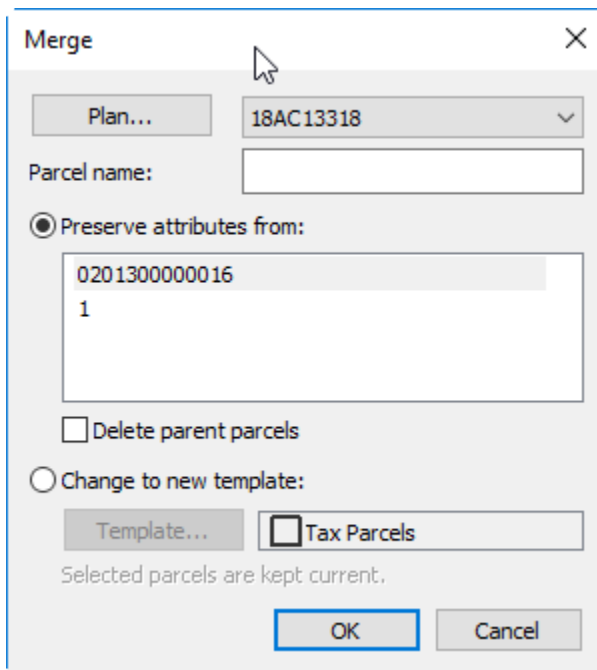 Merge
Plan... 18AC13318
Parcel name:
Preserve attributes from:
0201300000016
1
Delete parent parcels
Change to new template:
Template... Tax Parcels
Selected parcels are kept current.
OK Cancel